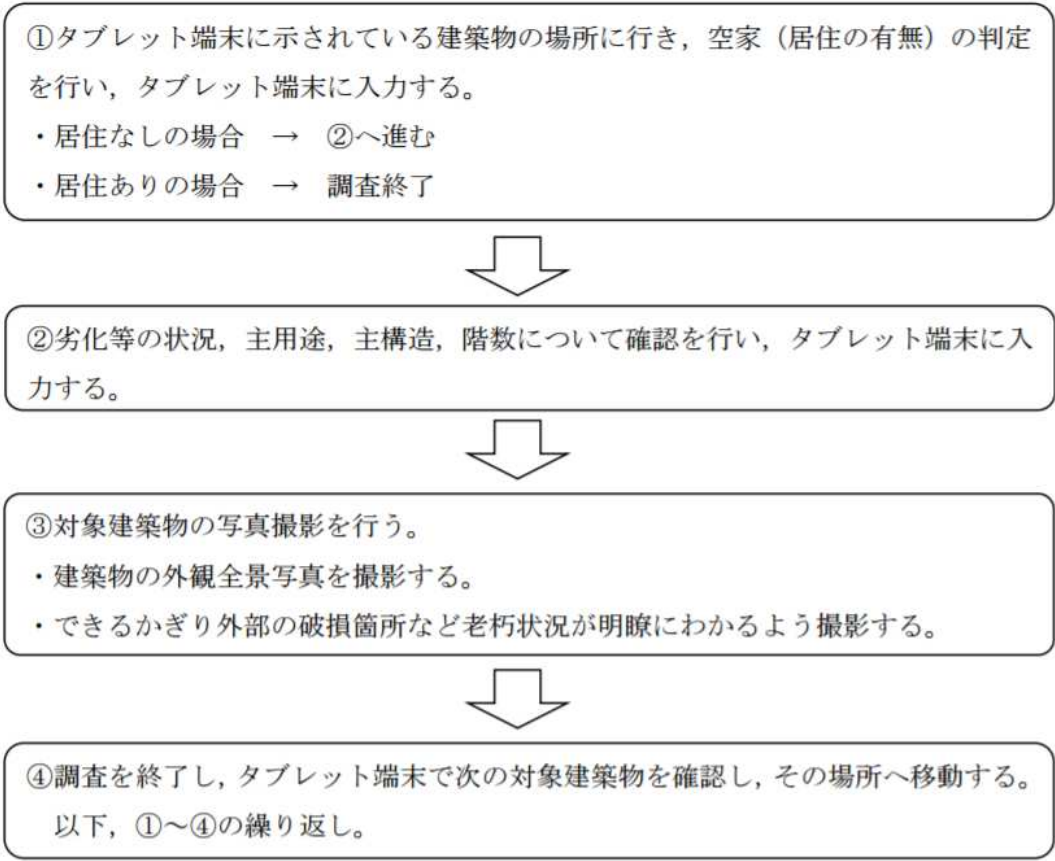 ①タブレット端末に示されている建築物の場所に行き，空家（居住の有無）の判定
を行い，タブレット端末に入力する。
・居住なしの場合　→　②へ進む
・居住ありの場合　→　調査終了
②劣化等の状況，主用途，主構造，階数について確認を行い，タブレット端末に入
力する。
③対象建築物の写真撮影を行う。
・建築物の外観全景写真を撮影する。
・できるかぎり外部の破損箇所など老朽状況が明瞭にわかるよう撮影する。
④調査を終了し，タブレット端末で次の対象建築物を確認し，その場所へ移動する。
以下，①～④の繰り返し。